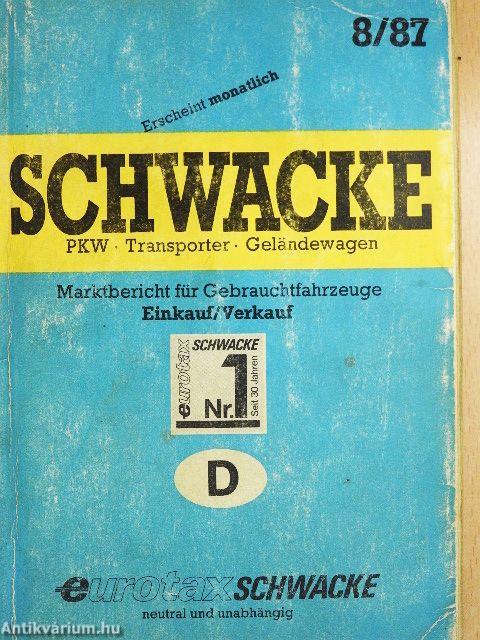 8/87
Erscheint monatlich
SCHWACKE
PKW · Transporter · Geländewagen
Marktbericht für Gebrauchtfahrzeuge
Einkauf/Verkauf
eurotax
SCHWACKE
Nr. 1
Seit 30 Jahren
D
eurotax SCHWACKE
neutral und unabhängig
Antikvárium.hu